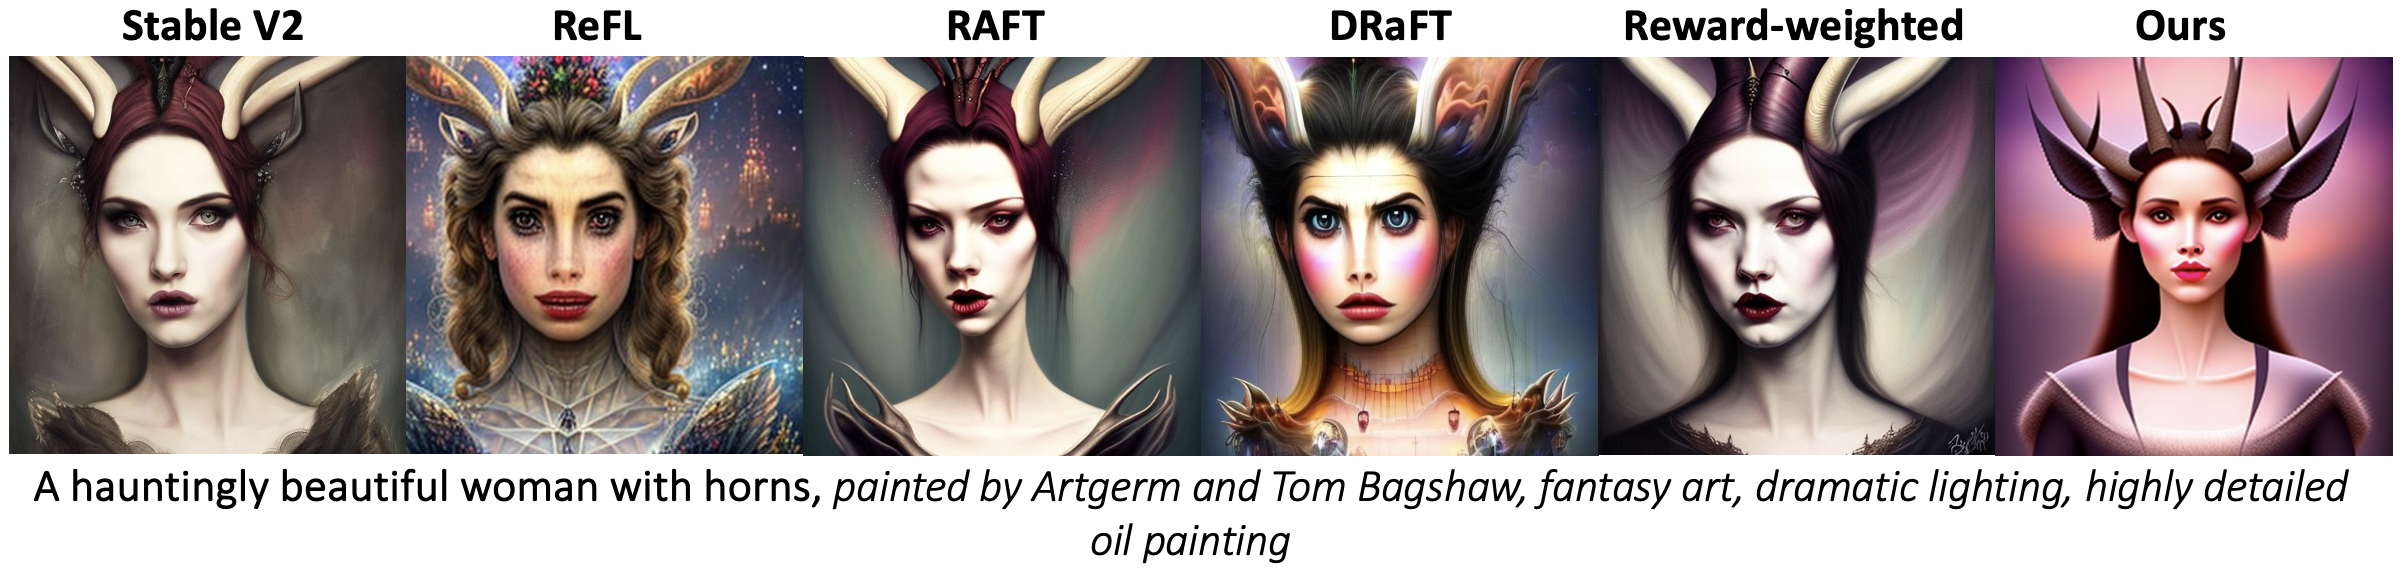 Stable V2 ReFL RAFT DRaFT Reward-weighted Ours
A hauntingly beautiful woman with horns, painted by Artgerm and Tom Bagshaw, fantasy art, dramatic lighting, highly detailed
oil painting